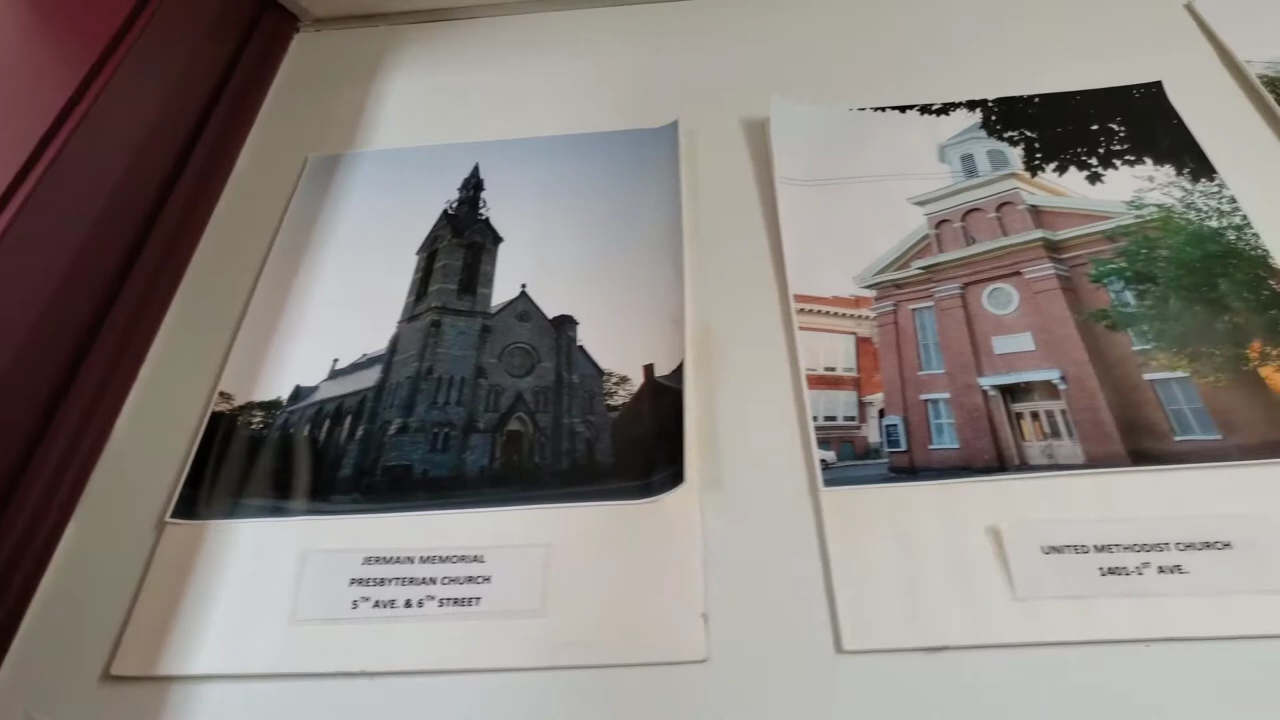 JERMAIN MEMORIAL
PRESBYTERIAN CHURCH
5TH AVE. & 6TH STREET
UNITED METHODIST CHURCH
1401-1ST AVE.